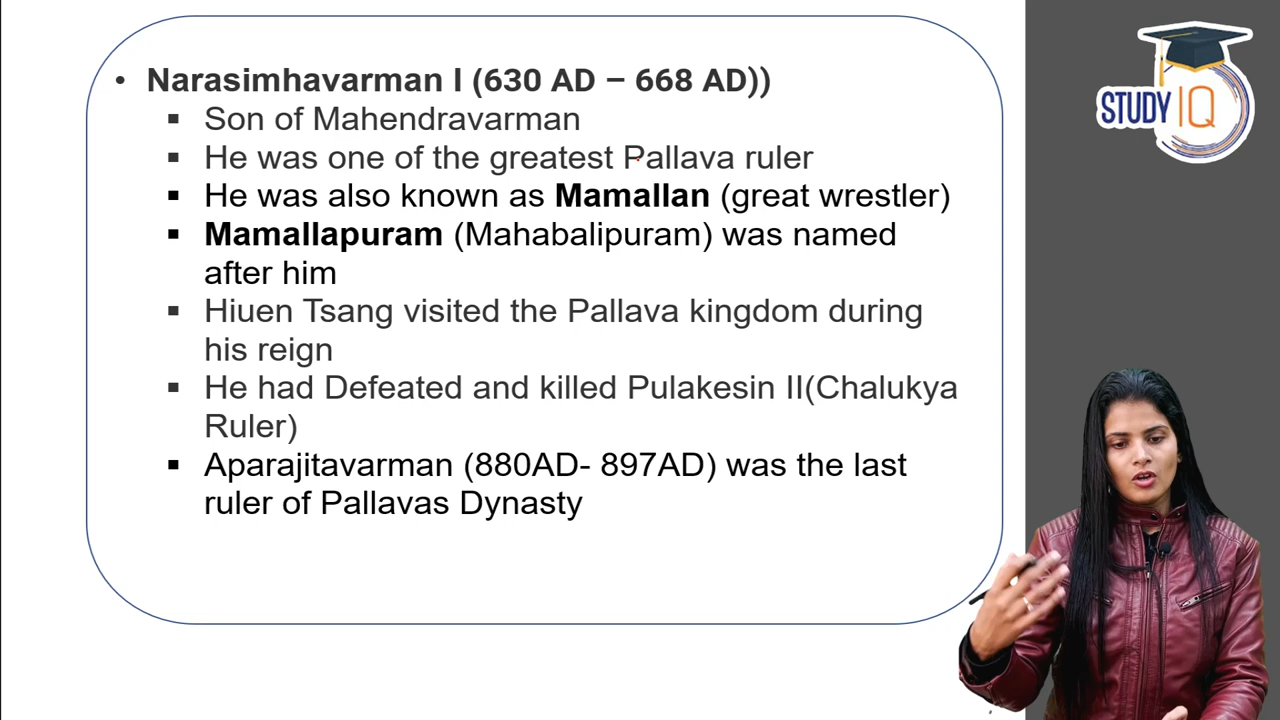 • Narasimhavarman I (630 AD – 668 AD))
▪ Son of Mahendravarman
▪ He was one of the greatest Pallava ruler
▪ He was also known as Mamallan (great wrestler)
▪ Mamallapuram (Mahabalipuram) was named
after him
▪ Hiuen Tsang visited the Pallava kingdom during
his reign
▪ He had Defeated and killed Pulakesin II(Chalukya
Ruler)
▪ Aparajitavarman (880AD- 897AD) was the last
ruler of Pallavas Dynasty
STUDY IQ